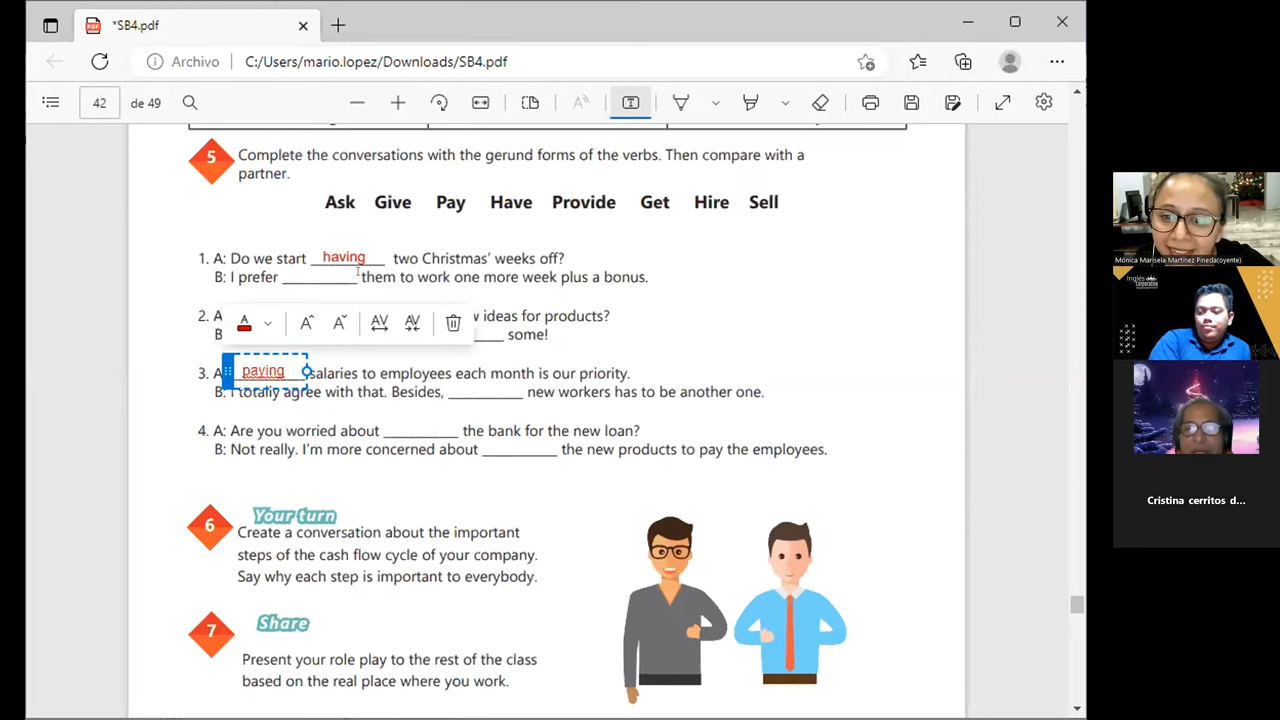 *SB4.pdf
Archivo
C:/Users/mario.lopez/Downloads/SB4.pdf
42
de 49
5
Complete the conversations with the gerund forms of the verbs. Then compare with a
partner.
Ask Give Pay Have Provide Get Hire Sell
1. A: Do we start having two Christmas' weeks off?
B: I prefer __________ them to work one more week plus a bonus.
2. A
ideas for products?
B
some!
3. A
paying
salaries to employees each month is our priority.
B: I totally agree with that. Besides, __________ new workers has to be another one.
4. A: Are you worried about __________ the bank for the new loan?
B: Not really. I'm more concerned about __________ the new products to pay the employees.
6
Your turn
Create a conversation about the important
steps of the cash flow cycle of your company.
Say why each step is important to everybody.
7
Share
Present your role play to the rest of the class
based on the real place where you work.
Mónica Marisela Martínez Pineda(oyente)
Inglés
Corporativo
Cristina cerritos d...